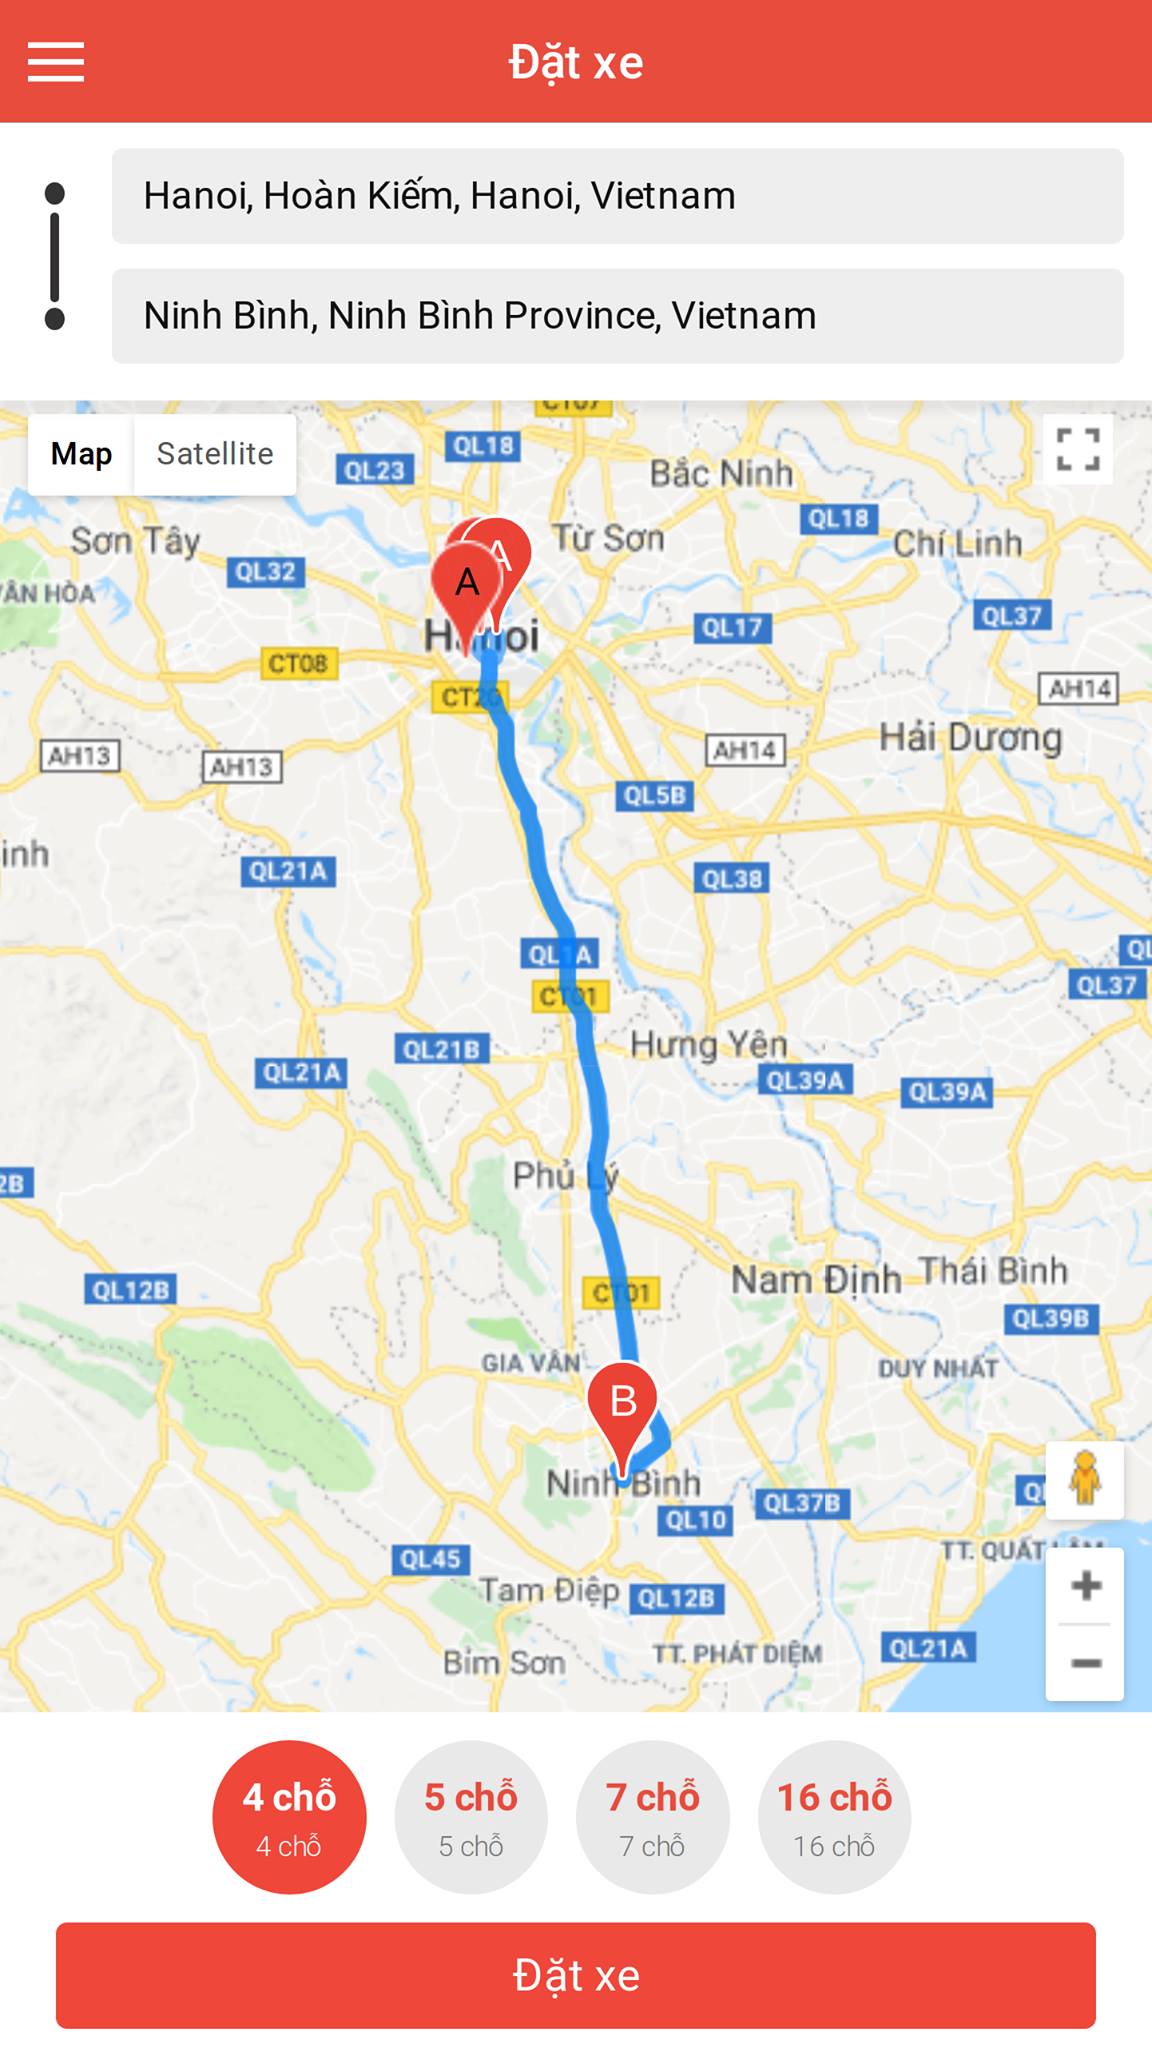 Đặt xe
Hanoi, Hoàn Kiếm, Hanoi, Vietnam
Ninh Bình, Ninh Bình Province, Vietnam
Map
Satellite
CT07
QL18
QL23
Bắc Ninh
QL18
Sơn Tây
Từ Sơn
Chí Linh
QL32
A
A
ÂN HÒA
QL37
QL17
Hanoi
CT08
CT20
AH14
AH13
AH13
AH14
Hải Dương
QL5B
inh
QL21A
QL38
QL1A
QL
QL37
CT01
QL21B
Hưng Yên
QL21A
QL39A
QL39A
Phủ Lý
2B
QL12B
CT01
Nam Định
Thái Bình
QL39B
GIA VÂN
DUY NHẤT
B
Ninh Bình
QL37B
QL10
TT. QUẤT LÂM
QL45
Tam Điệp
QL12B
Bỉm Sơn
TT. PHÁT DIỆM
QL21A
4 chỗ
4 chỗ
5 chỗ
5 chỗ
7 chỗ
7 chỗ
16 chỗ
16 chỗ
Đặt xe